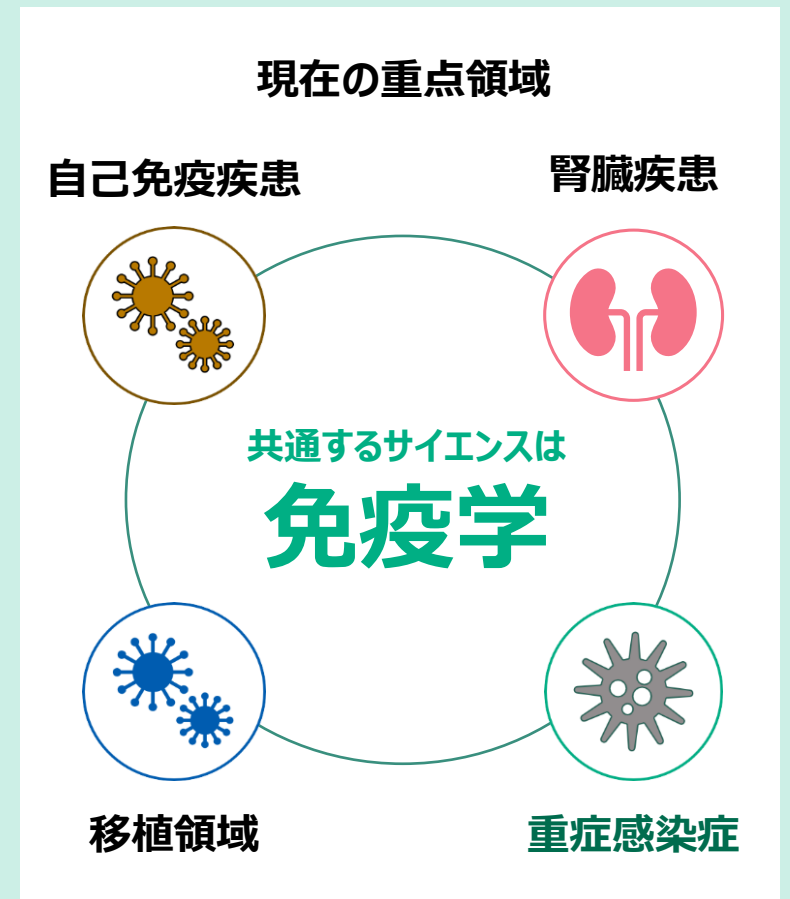 現在の重点領域
自己免疫疾患
腎臓疾患
共通するサイエンスは
免疫学
移植領域
重症感染症